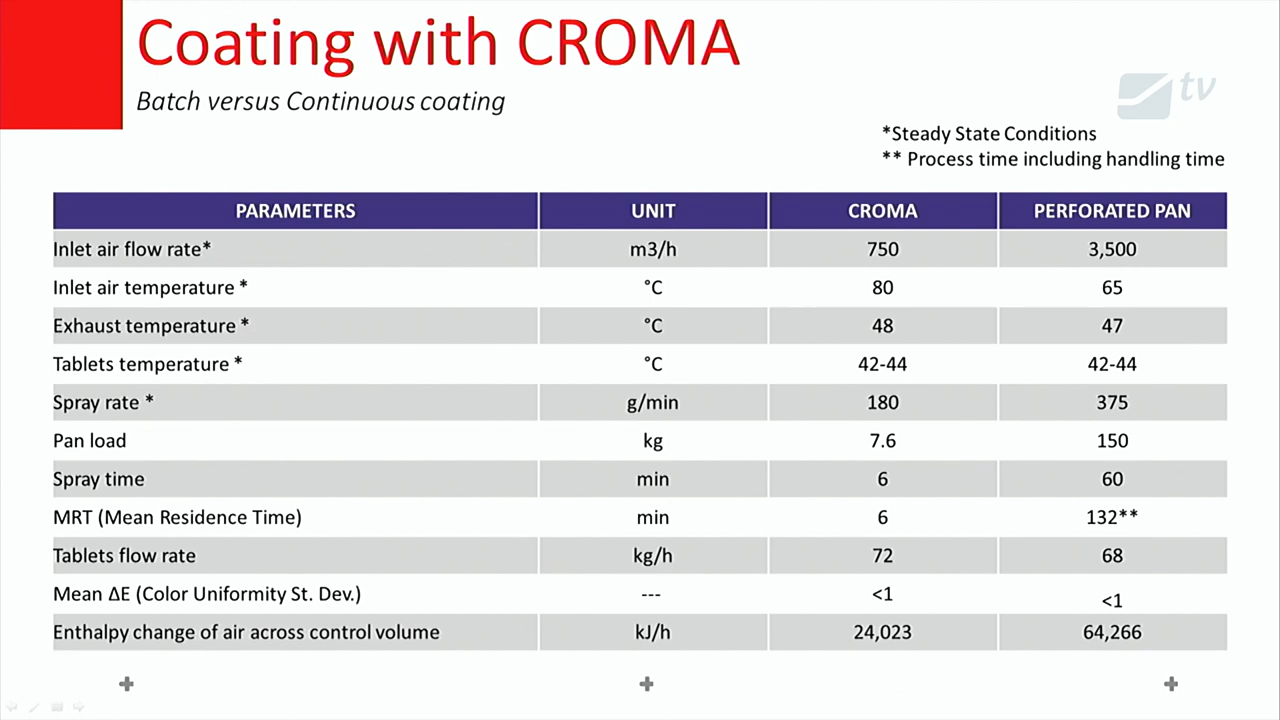 Coating with CROMA
Batch versus Continuous coating
tv
*Steady State Conditions
** Process time including handling time
PARAMETERS UNIT CROMA PERFORATED PAN
Inlet air flow rate* m3/h 750 3,500
Inlet air temperature * °C 80 65
Exhaust temperature * °C 48 47
Tablets temperature * °C 42-44 42-44
Spray rate * g/min 180 375
Pan load kg 7.6 150
Spray time min 6 60
MRT (Mean Residence Time) min 6 132**
Tablets flow rate kg/h 72 68
Mean ΔE (Color Uniformity St. Dev.) --- <1 <1
Enthalpy change of air across control volume kJ/h 24,023 64,266